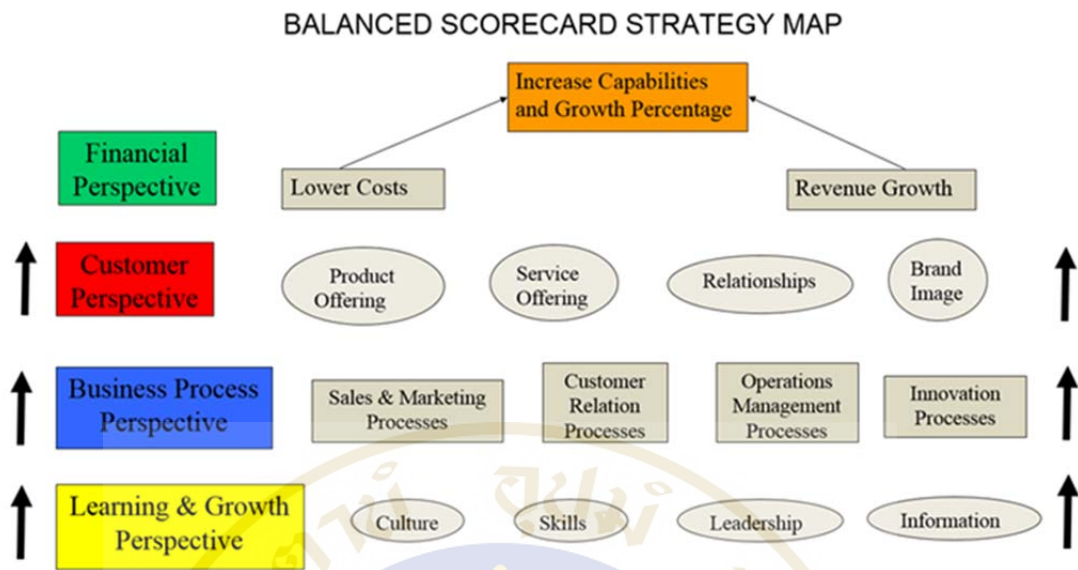 BALANCED SCORECARD STRATEGY MAP
Increase Capabilities
and Growth Percentage
Financial
Perspective
Lower Costs
Revenue Growth
Customer
Perspective
Product
Offering
Service
Offering
Relationships
Brand
Image
Business Process
Perspective
Sales & Marketing
Processes
Customer
Relation
Processes
Operations
Management
Processes
Innovation
Processes
Learning & Growth
Perspective
Culture
Skills
Leadership
Information